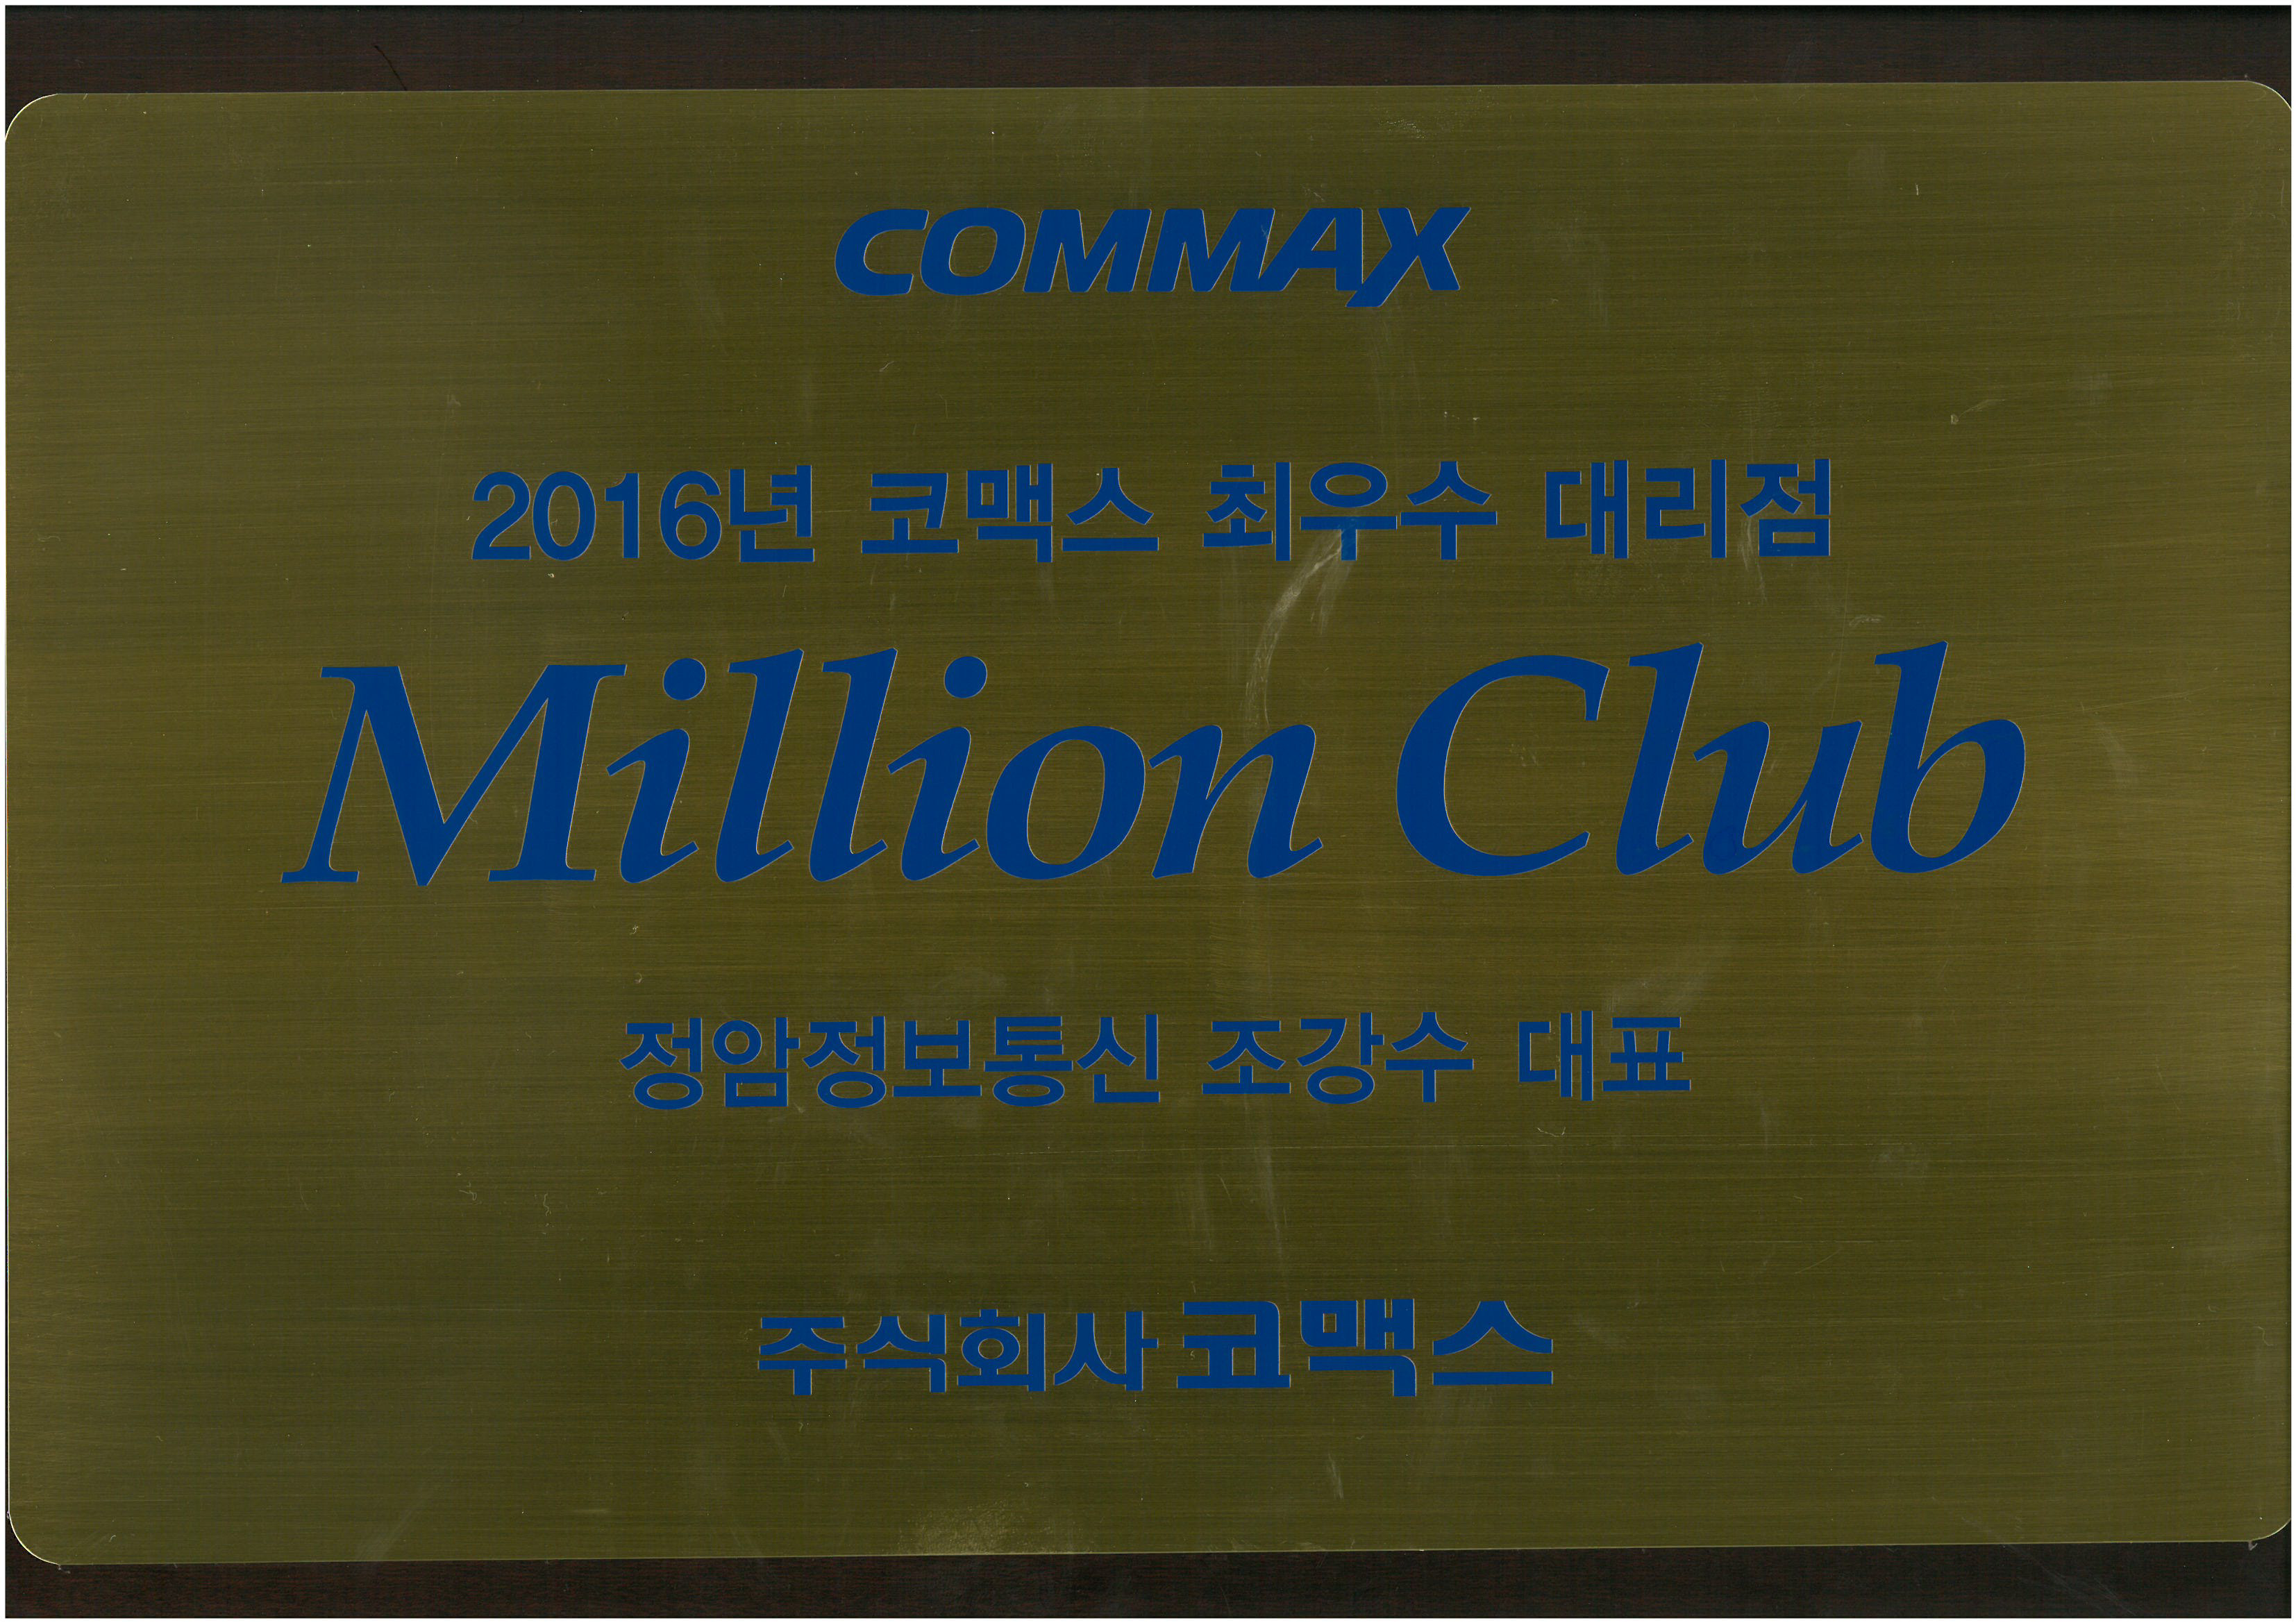 COMMAX
2016년 코맥스 최우수 대리점
Million Club
정암정보통신 조강수 대표
주식회사 코맥스